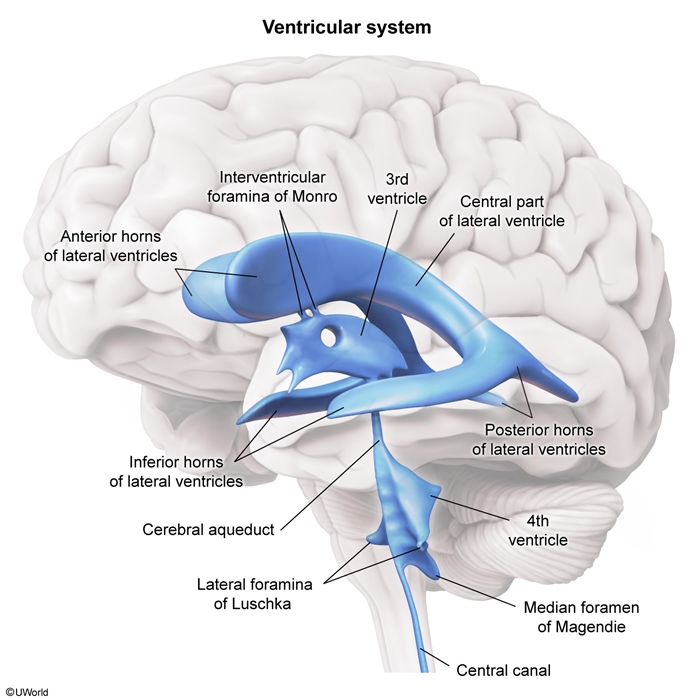 Ventricular system
Interventricular
foramina of Monro
3rd
ventricle
Central part
of lateral ventricle
Anterior horns
of lateral ventricles
Posterior horns
of lateral ventricles
Inferior horns
of lateral ventricles
Cerebral aqueduct
4th
ventricle
Lateral foramina
of Luschka
Median foramen
of Magendie
Central canal
©UWorld